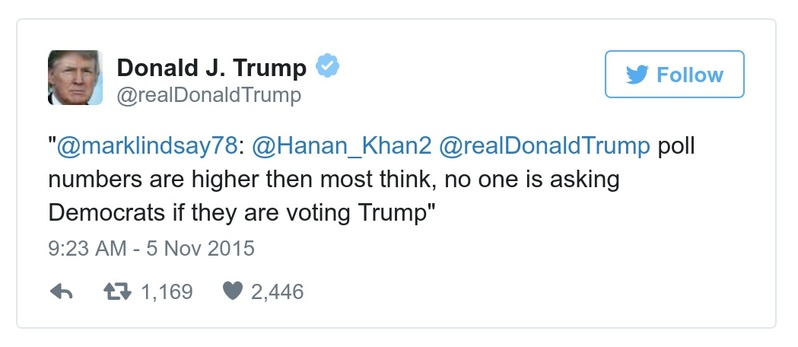 Donald J. Trump
@realDonaldTrump
Follow
"@marklindsay78: @Hanan_Khan2 @realDonaldTrump poll
numbers are higher then most think, no one is asking
Democrats if they are voting Trump"
9:23 AM - 5 Nov 2015
1,169 2,446